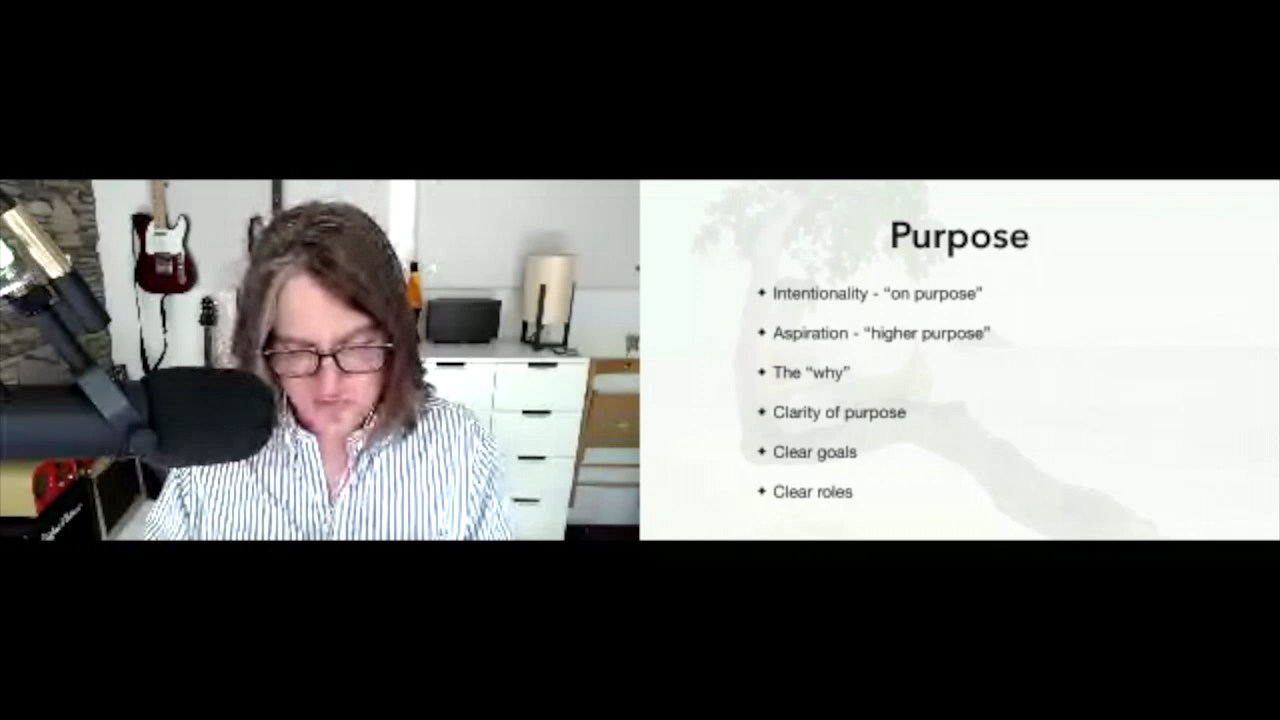 Purpose
✦ Intentionality - “on purpose”
✦ Aspiration - “higher purpose”
✦ The “why”
✦ Clarity of purpose
✦ Clear goals
✦ Clear roles